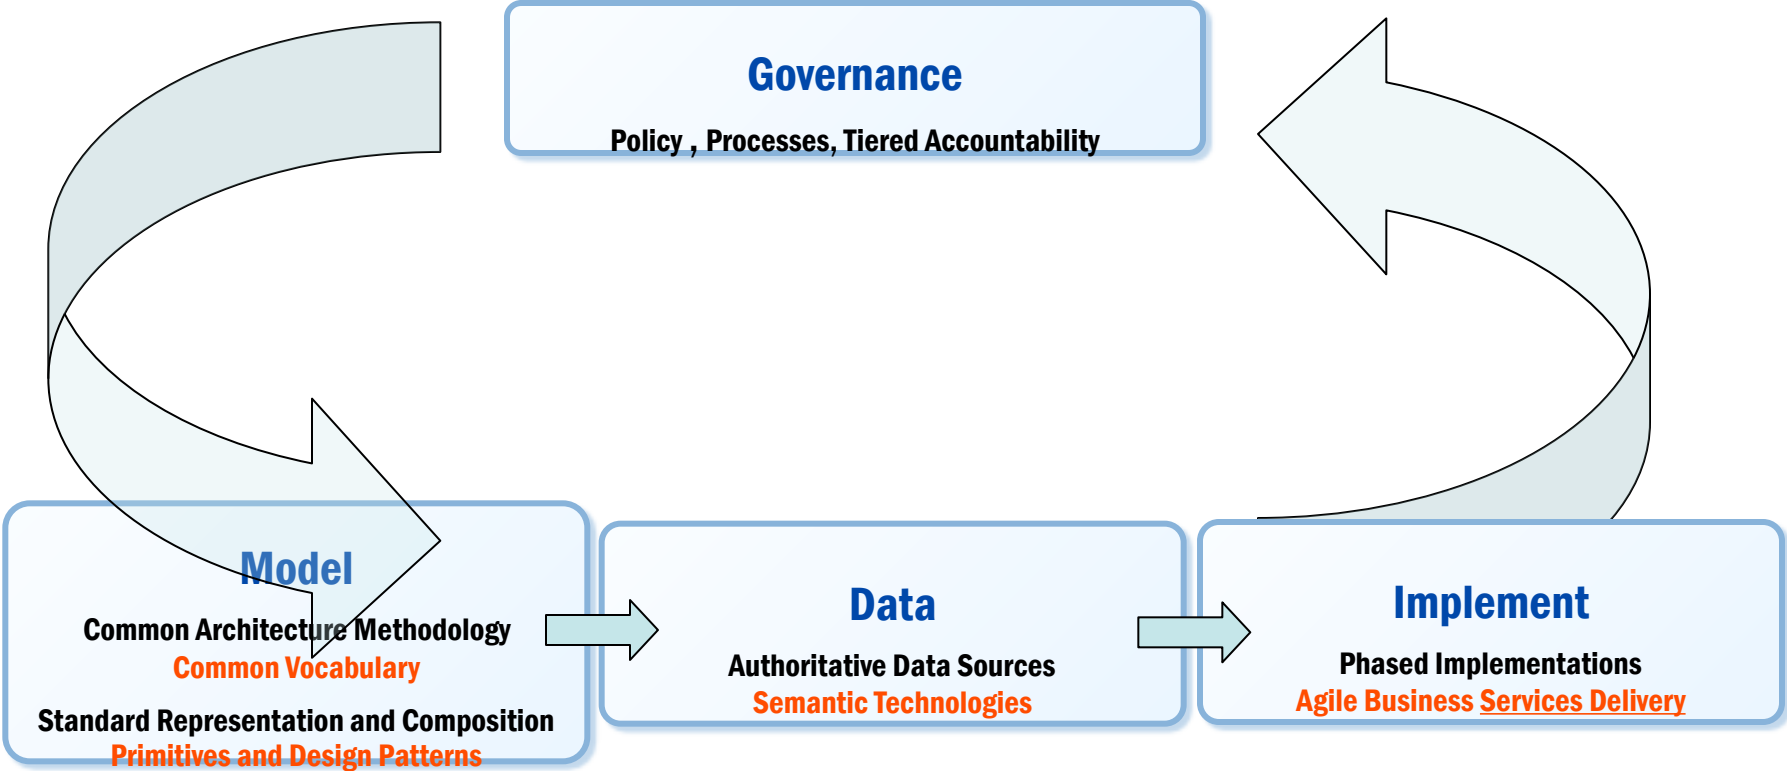 Governance
Policy , Processes, Tiered Accountability
Model
Common Architecture Methodology
Common Vocabulary
Standard Representation and Composition
Primitives and Design Patterns
Data
Authoritative Data Sources
Semantic Technologies
Implement
Phased Implementations
Agile Business Services Delivery